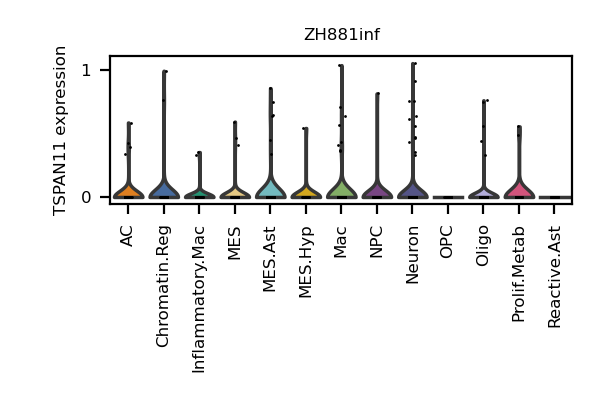 ZH881inf
TSPAN11 expression
1
0
AC
Chromatin.Reg
Inflammatory.Mac
MES
MES.Ast
MES.Hyp
Mac
NPC
Neuron
OPC
Oligo
Prolif.Metab
Reactive.Ast